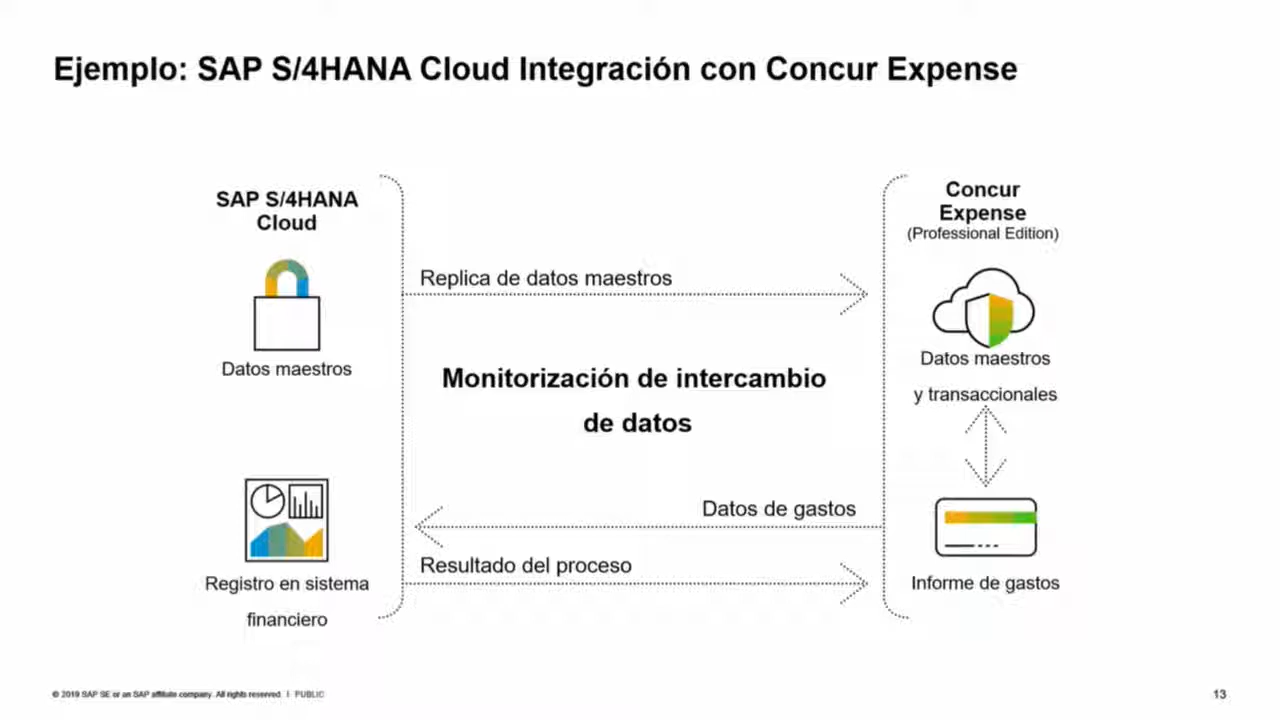 Ejemplo: SAP S/4HANA Cloud Integración con Concur Expense
SAP S/4HANA
Cloud
Datos maestros
Registro en sistema
financiero
Replica de datos maestros
Monitorización de intercambio
de datos
Datos de gastos
Resultado del proceso
Concur
Expense
(Professional Edition)
Datos maestros
y transaccionales
Informe de gastos
© 2019 SAP SE or an SAP affiliate company. All rights reserved. | PUBLIC
13